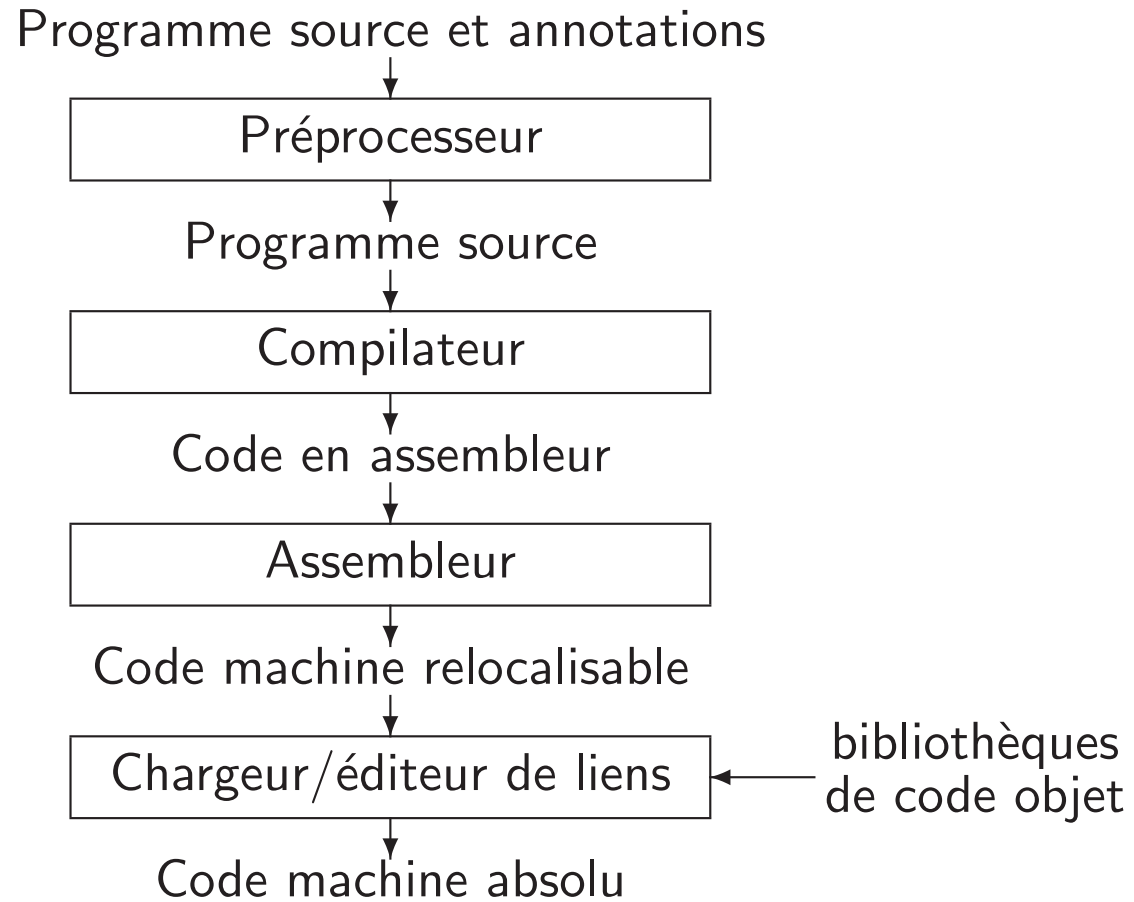 Programme source et annotations
Préprocesseur
Programme source
Compilateur
Code en assembleur
Assembleur
Code machine relocalisable
Chargeur/éditeur de liens
bibliothèques
de code objet
Code machine absolu